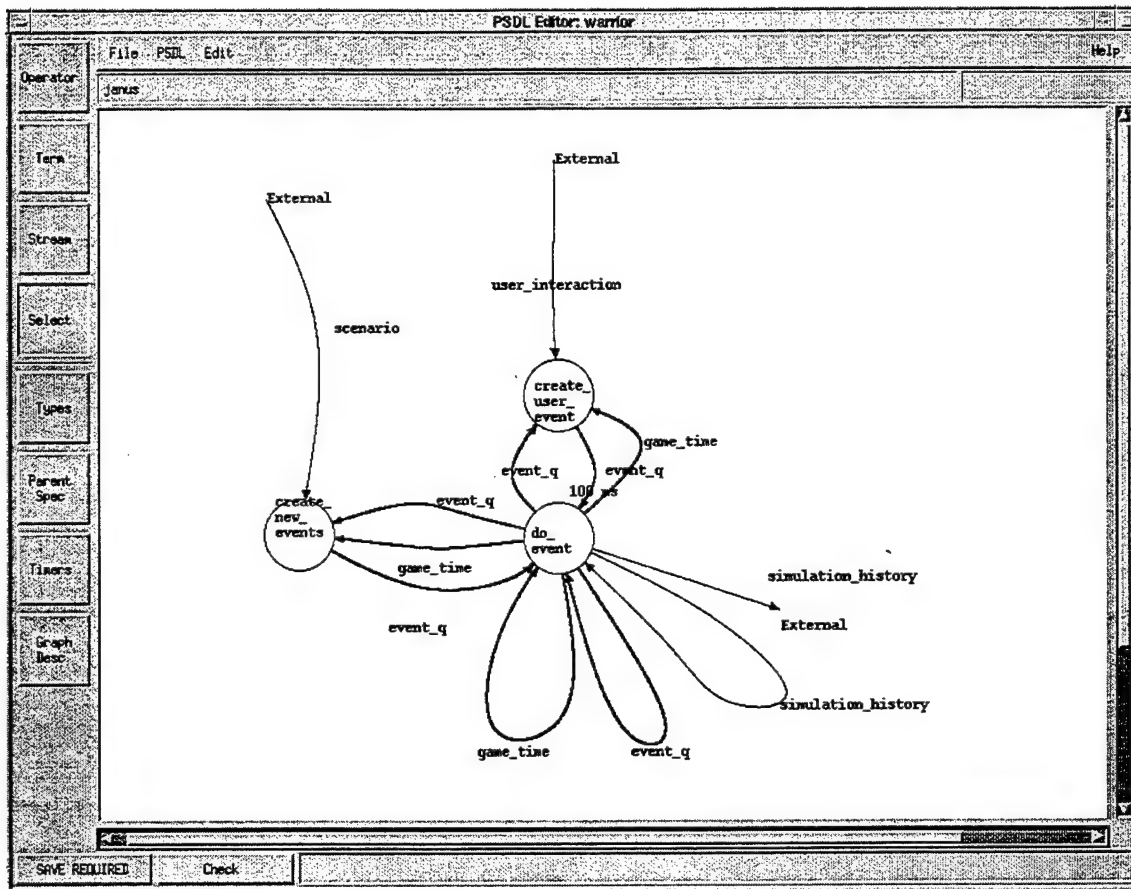 PSDL Editor: warrior
File PSDL Edit
Help
Operator
janus
Term
Stream
Select
Types
Parent
Spec
Timers
Graph
Desc
External
External
user_interaction
scenario
create_
user_
event
game_time
event_q
event_q
100 ms
event_q
create_
new_
events
do_
event
game_time
simulation_history
event_q
External
simulation_history
game_time
event_q
SAVE REQUIRED
Check